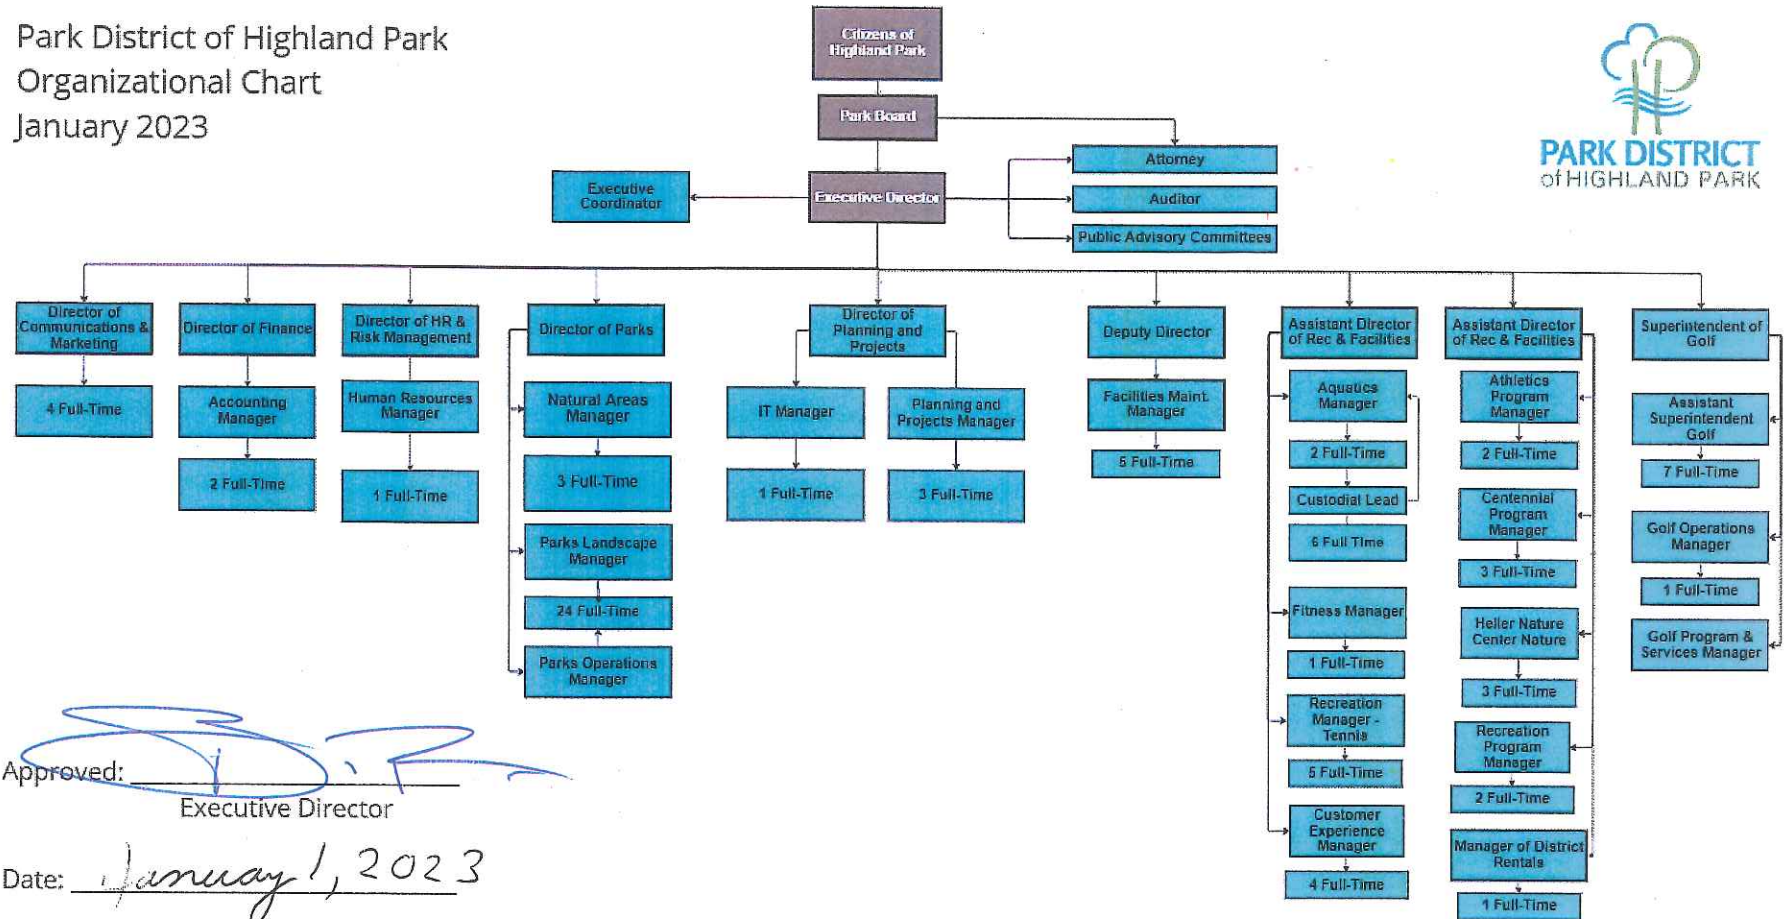 Park District of Highland Park
Organizational Chart
January 2023
Citizens of
Highland Park
Park Board
Executive Director
Executive
Coordinator
Attorney
Auditor
Public Advisory Committees
PARK DISTRICT
of HIGHLAND PARK
Director of
Communications &
Marketing
4 Full-Time
Director of Finance
Accounting
Manager
2 Full-Time
Director of HR &
Risk Management
Human Resources
Manager
1 Full-Time
Director of Parks
Natural Areas
Manager
3 Full-Time
Parks Landscape
Manager
24 Full-Time
Parks Operations
Manager
Director of
Planning and
Projects
IT Manager
1 Full-Time
Planning and
Projects Manager
3 Full-Time
Deputy Director
Facilities Maint.
Manager
5 Full-Time
Assistant Director
of Rec & Facilities
Aquatics
Manager
2 Full-Time
Custodial Lead
6 Full Time
Fitness Manager
1 Full-Time
Recreation
Manager -
Tennis
5 Full-Time
Customer
Experience
Manager
4 Full-Time
Assistant Director
of Rec & Facilities
Athletics
Program
Manager
2 Full-Time
Centennial
Program
Manager
3 Full-Time
Heller Nature
Center Nature
3 Full-Time
Recreation
Program
Manager
2 Full-Time
Manager of District
Rentals
1 Full-Time
Superintendent of
Golf
Assistant
Superintendent
Golf
7 Full-Time
Golf Operations
Manager
1 Full-Time
Golf Program &
Services Manager
Approved:
Executive Director
Date: January 1, 2023